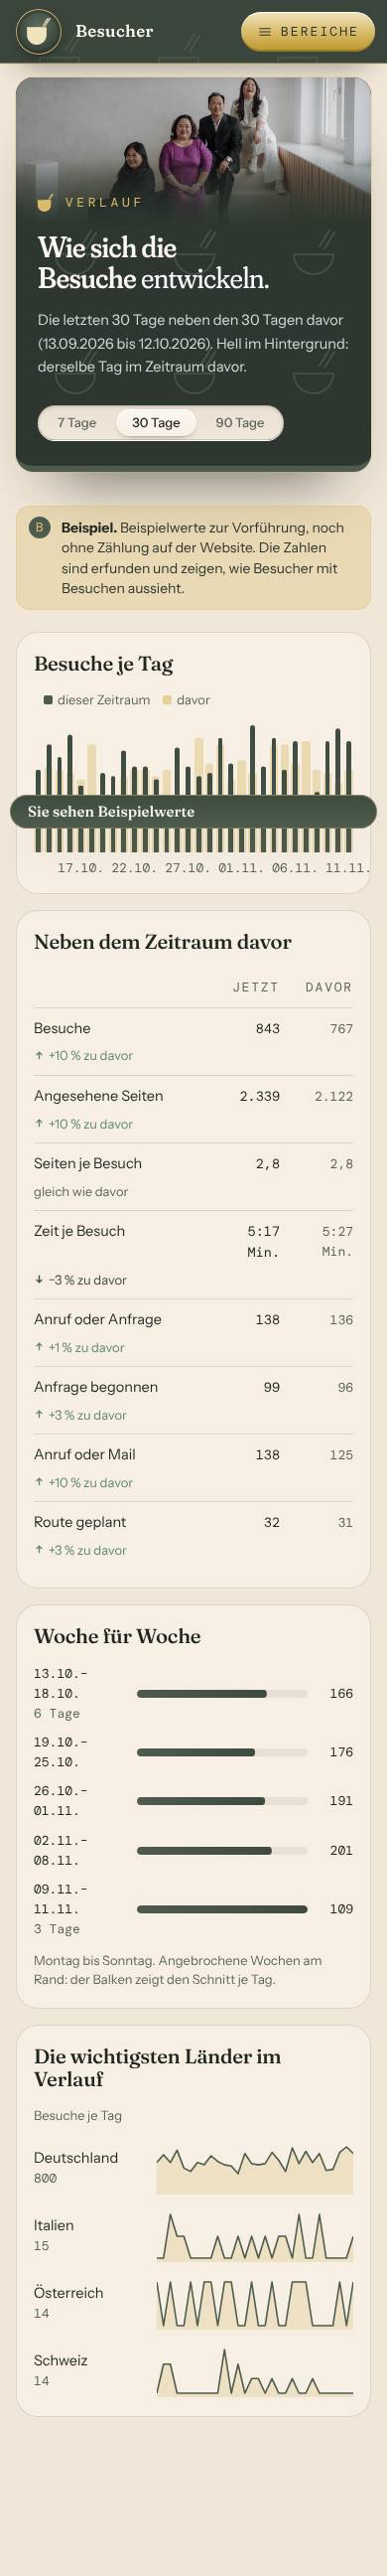 Besucher
BEREICHE
VERLAUF
Wie sich die
Besuche entwickeln.
Die letzten 30 Tage neben den 30 Tagen davor
(13.09.2026 bis 12.10.2026). Hell im Hintergrund:
derselbe Tag im Zeitraum davor.
7 Tage 30 Tage 90 Tage
B Beispiel. Beispielwerte zur Vorführung, noch
ohne Zählung auf der Website. Die Zahlen
sind erfunden und zeigen, wie Besucher mit
Besuchen aussieht.
Besuche je Tag
dieser Zeitraum davor
Sie sehen Beispielwerte
17.10. 22.10. 27.10. 01.11. 06.11. 11.11.
Neben dem Zeitraum davor
JETZT DAVOR
Besuche 843 767
↑ +10 % zu davor
Angesehene Seiten 2.339 2.122
↑ +10 % zu davor
Seiten je Besuch 2,8 2,8
gleich wie davor
Zeit je Besuch 5:17 5:27
Min. Min.
↓ −3 % zu davor
Anruf oder Anfrage 138 136
↑ +1 % zu davor
Anfrage begonnen 99 96
↑ +3 % zu davor
Anruf oder Mail 138 125
↑ +10 % zu davor
Route geplant 32 31
↑ +3 % zu davor
Woche für Woche
13.10.–
18.10. 166
6 Tage
19.10.–
25.10. 176
26.10.–
01.11. 191
02.11.–
08.11. 201
09.11.–
11.11. 109
3 Tage
Montag bis Sonntag. Angebrochene Wochen am
Rand: der Balken zeigt den Schnitt je Tag.
Die wichtigsten Länder im
Verlauf
Besuche je Tag
Deutschland
800
Italien
15
Österreich
14
Schweiz
14